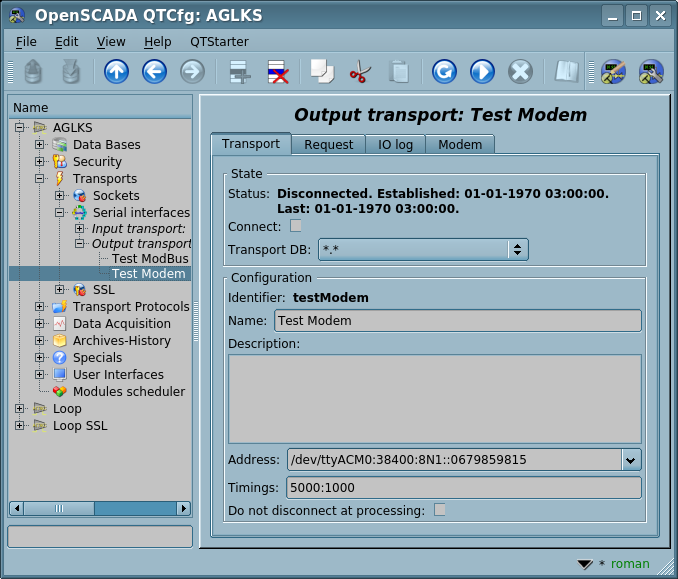 OpenSCADA QTCfg: AGLKS
File Edit View Help QTStarter
Name
AGLKS
Data Bases
Security
Transports
Sockets
Serial interfaces
Input transport:
Output transport
Test ModBus
Test Modem
SSL
Transport Protocols
Data Acquisition
Archives-History
Specials
User Interfaces
Modules scheduler
Loop
Loop SSL
Output transport: Test Modem
Transport Request IO log Modem
State
Status: Disconnected. Established: 01-01-1970 03:00:00.
Last: 01-01-1970 03:00:00.
Connect:
Transport DB: *.*
Configuration
Identifier: testModem
Name: Test Modem
Description:
Address: /dev/ttyACM0:38400:8N1::0679859815
Timings: 5000:1000
Do not disconnect at processing:
* roman